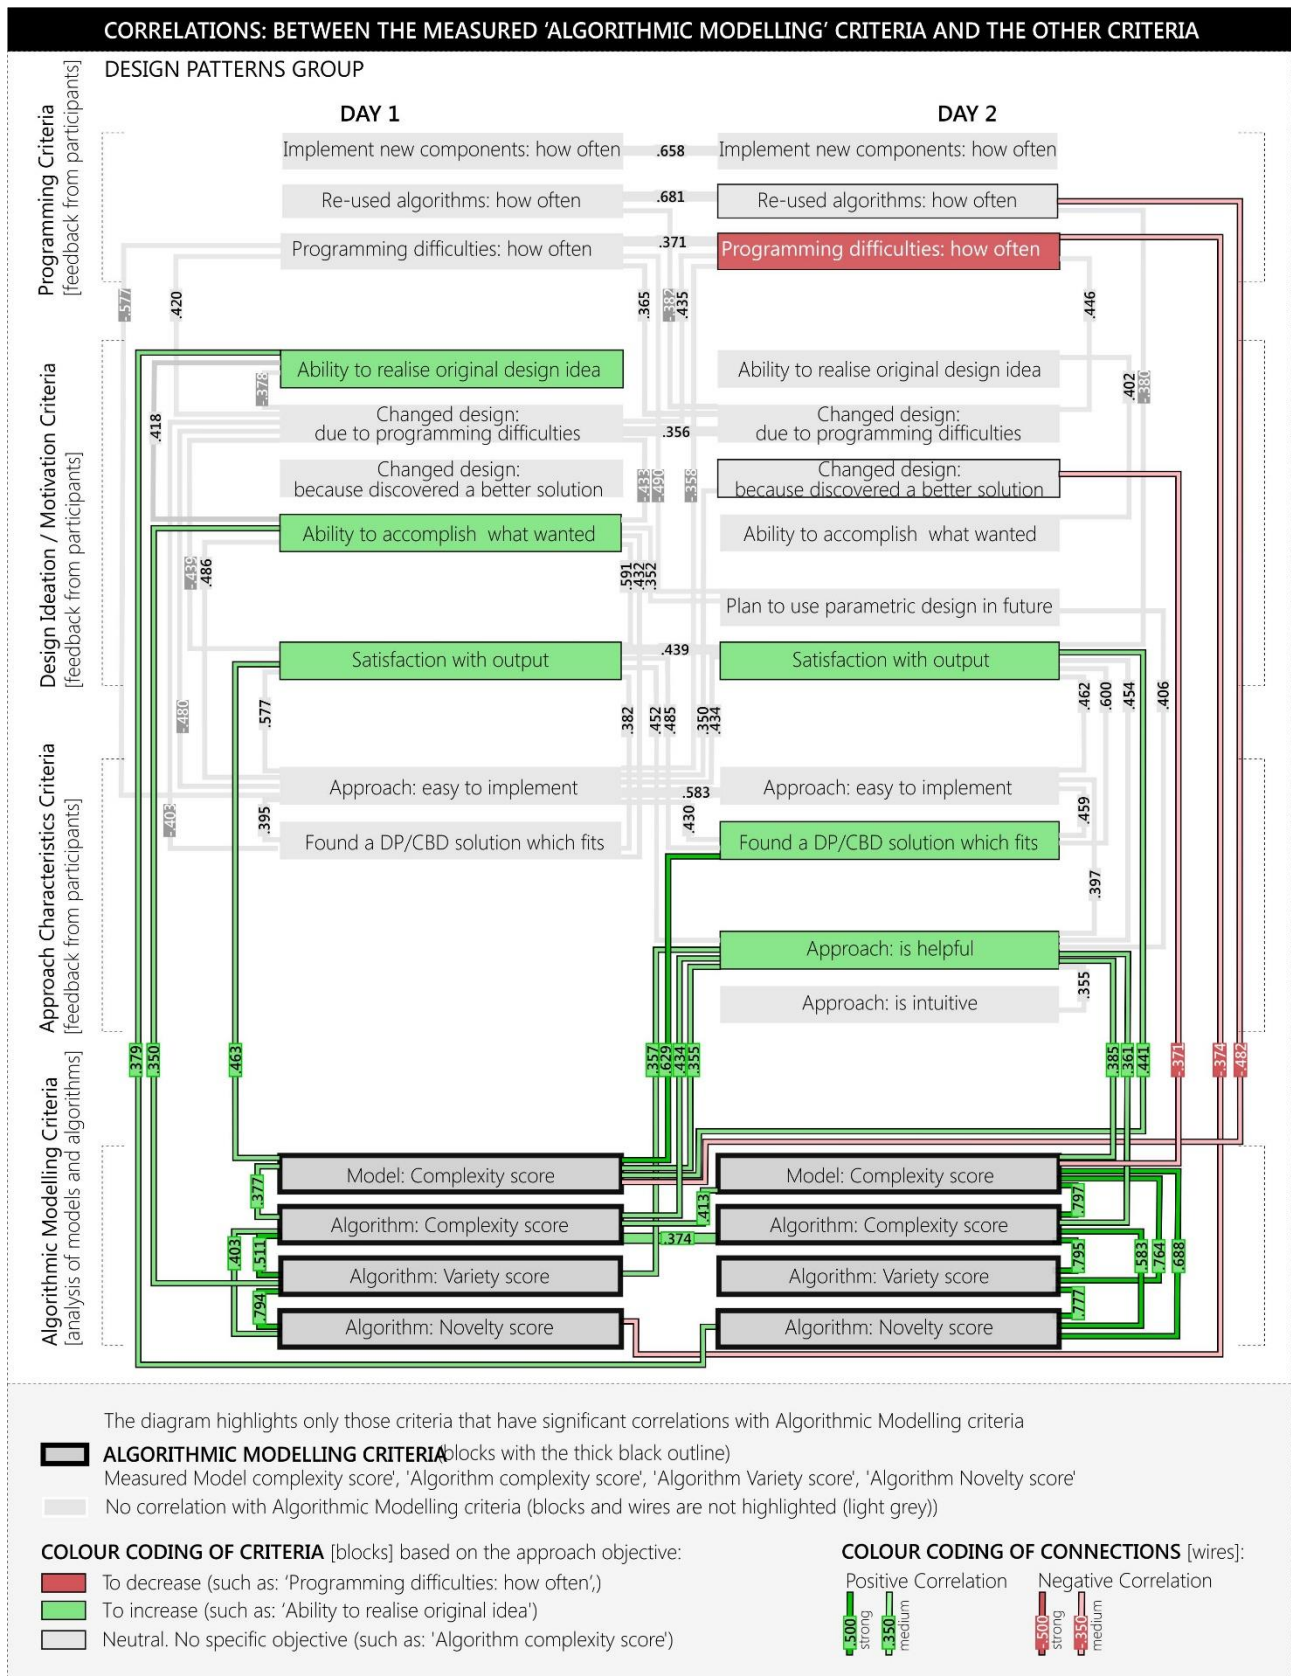 CORRELATIONS: BETWEEN THE MEASURED 'ALGORITHMIC MODELLING' CRITERIA AND THE OTHER CRITERIA
DESIGN PATTERNS GROUP
DAY 1
DAY 2
Programming Criteria
[feedback from participants]
Implement new components: how often
.658
Implement new components: how often
Re-used algorithms: how often
.681
Re-used algorithms: how often
Programming difficulties: how often
.371
Programming difficulties: how often
-.577
.420
.365
-.382
.435
.446
Design Ideation / Motivation Criteria
[feedback from participants]
Ability to realise original design idea
Ability to realise original design idea
-.378
.402
-.380
.418
Changed design:
due to programming difficulties
.356
Changed design:
due to programming difficulties
Changed design:
because discovered a better solution
-.433
-.490
-.358
Changed design:
because discovered a better solution
Ability to accomplish  what wanted
Ability to accomplish  what wanted
-.439
.486
.591
.432
.352
Plan to use parametric design in future
Satisfaction with output
.439
Satisfaction with output
-.480
.577
.382
.452
.485
.350
.434
.462
.600
.454
.406
Approach Characteristics Criteria
[feedback from participants]
Approach: easy to implement
.583
Approach: easy to implement
-.403
.395
.430
.459
Found a DP/CBD solution which fits
Found a DP/CBD solution which fits
.397
Approach: is helpful
.355
Approach: is intuitive
.379
.350
.463
.357
.629
.434
.355
.385
.361
.441
-.371
-.374
-.482
Algorithmic Modelling Criteria
[analysis of models and algorithms]
Model: Complexity score
Model: Complexity score
.377
.413
.797
Algorithm: Complexity score
.374
Algorithm: Complexity score
.403
.511
.795
.583
.764
.688
Algorithm: Variety score
Algorithm: Variety score
.794
.777
Algorithm: Novelty score
Algorithm: Novelty score
The diagram highlights only those criteria that have significant correlations with Algorithmic Modelling criteria
ALGORITHMIC MODELLING CRITERIA(blocks with the thick black outline)
Measured Model complexity score', 'Algorithm complexity score', 'Algorithm Variety score', 'Algorithm Novelty score'
No correlation with Algorithmic Modelling criteria (blocks and wires are not highlighted (light grey))
COLOUR CODING OF CRITERIA [blocks] based on the approach objective:
To decrease (such as: 'Programming difficulties: how often',)
To increase (such as: 'Ability to realise original idea')
Neutral. No specific objective (such as: 'Algorithm complexity score')
COLOUR CODING OF CONNECTIONS [wires]:
Positive Correlation
Negative Correlation
.500
strong
.350
medium
-.500
strong
-.350
medium